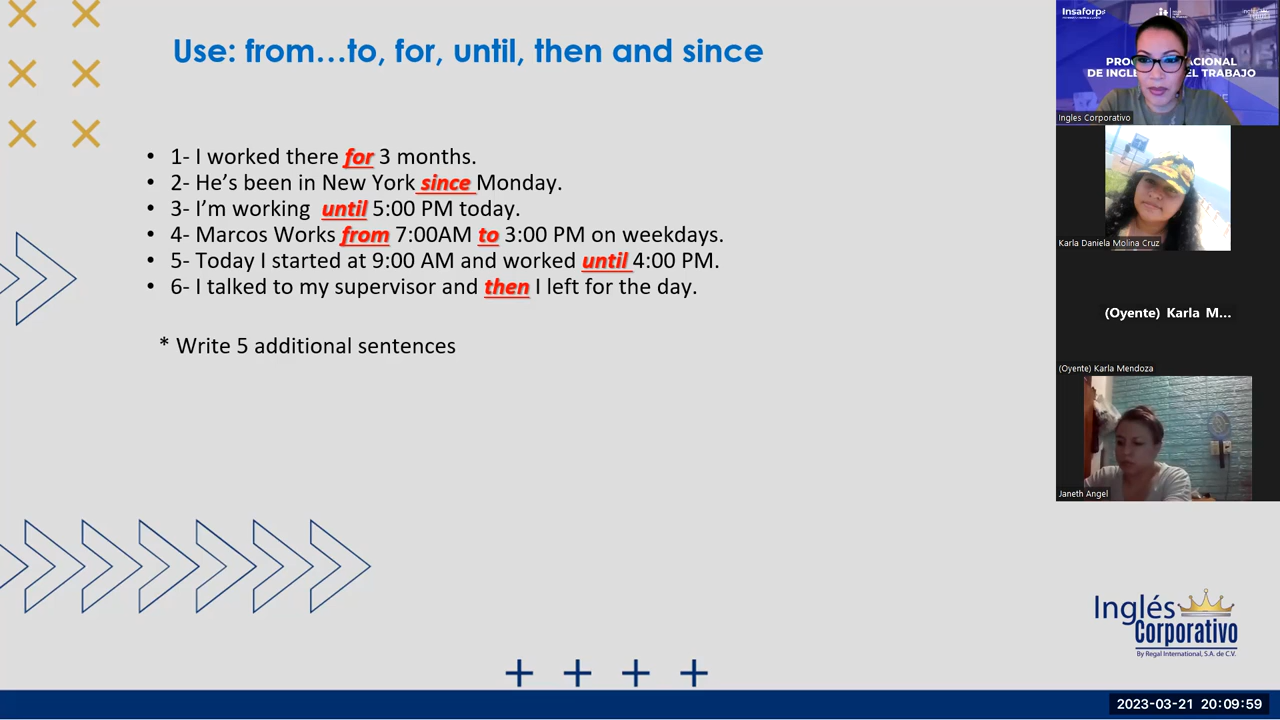 Use: from...to, for, until, then and since
• 1- I worked there for 3 months.
• 2- He's been in New York since Monday.
• 3- I'm working until 5:00 PM today.
• 4- Marcos Works from 7:00AM to 3:00 PM on weekdays.
• 5- Today I started at 9:00 AM and worked until 4:00 PM.
• 6- I talked to my supervisor and then I left for the day.
* Write 5 additional sentences
Insaforp
Ingles Corporativo
Karla Daniela Molina Cruz
(Oyente) Karla M...
(Oyente) Karla Mendoza
Janeth Angel
Inglés
Corporativo
By Regal International, S.A. de C.V.
2023-03-21 20:09:59